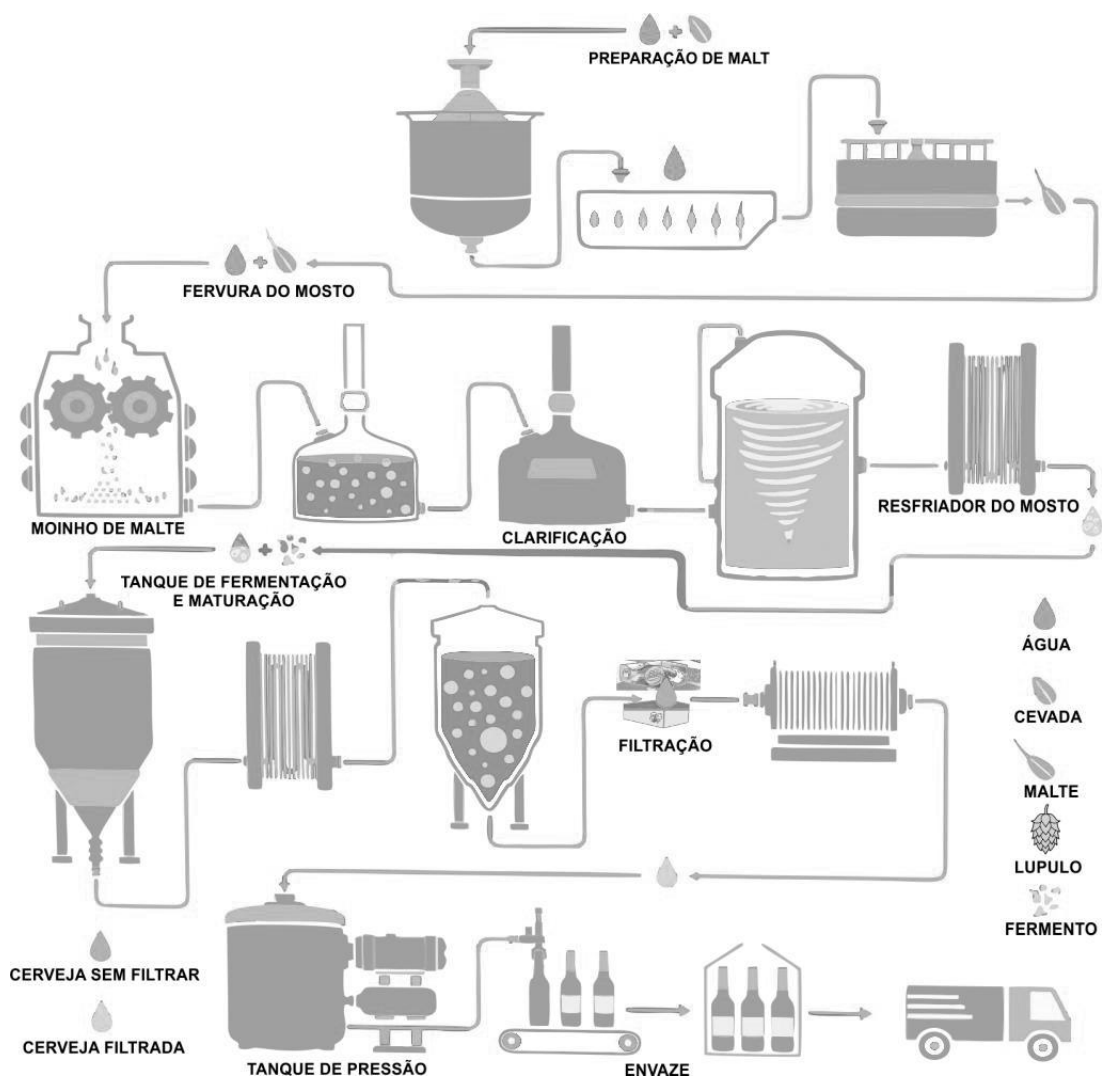 PREPARAÇÃO DE MALT
FERVURA DO MOSTO
MOINHO DE MALTE
CLARIFICAÇÃO
RESFRIADOR DO MOSTO
TANQUE DE FERMENTAÇÃO
E MATURAÇÃO
ÁGUA
FILTRAÇÃO
CEVADA
MALTE
LUPULO
FERMENTO
CERVEJA SEM FILTRAR
CERVEJA FILTRADA
TANQUE DE PRESSÃO
ENVAZE